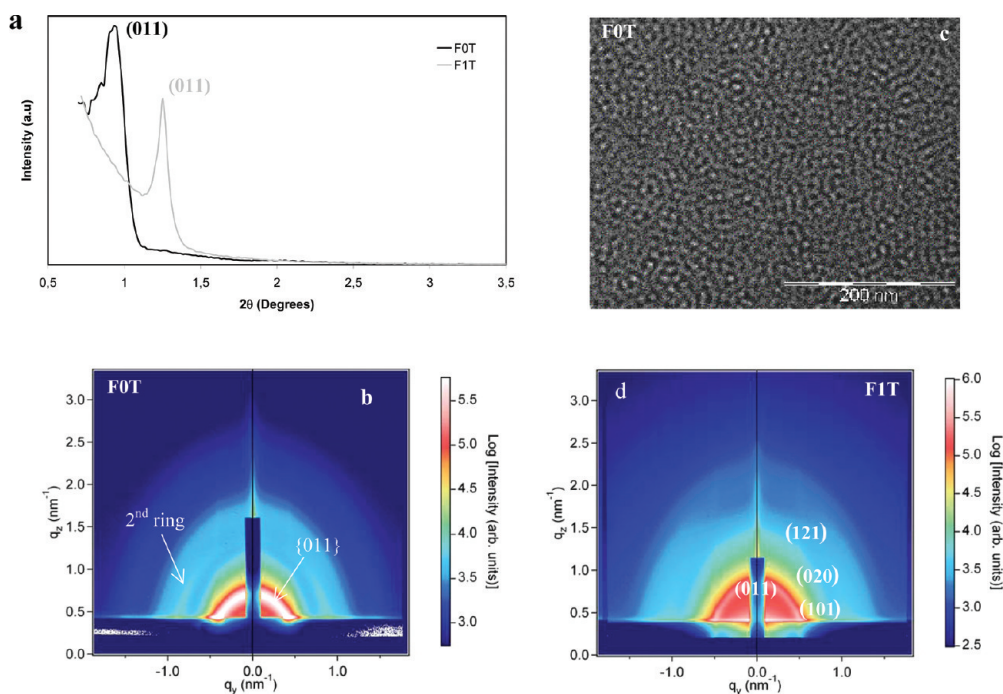 a
(011)
F0T
F1T
(011)
Intensity (a.u)
0,5 1 1,5 2 2,5 3 3,5
2θ (Degrees)
F0T c
200 nm
F0T b
2nd ring
{011}
qz (nm-1)
3.0
2.5
2.0
1.5
1.0
0.5
0.0
-1.0 0.0 1.0
qy (nm-1)
5.5
5.0
4.5
4.0
3.5
3.0
Log [Intensity (arb. units)]
d F1T
(121)
(020)
(011)
(101)
qz (nm-1)
3.0
2.5
2.0
1.5
1.0
0.5
0.0
-1.0 0.0 1.0
qy (nm-1)
6.0
5.5
5.0
4.5
4.0
3.5
3.0
2.5
Log [Intensity (arb. units)]